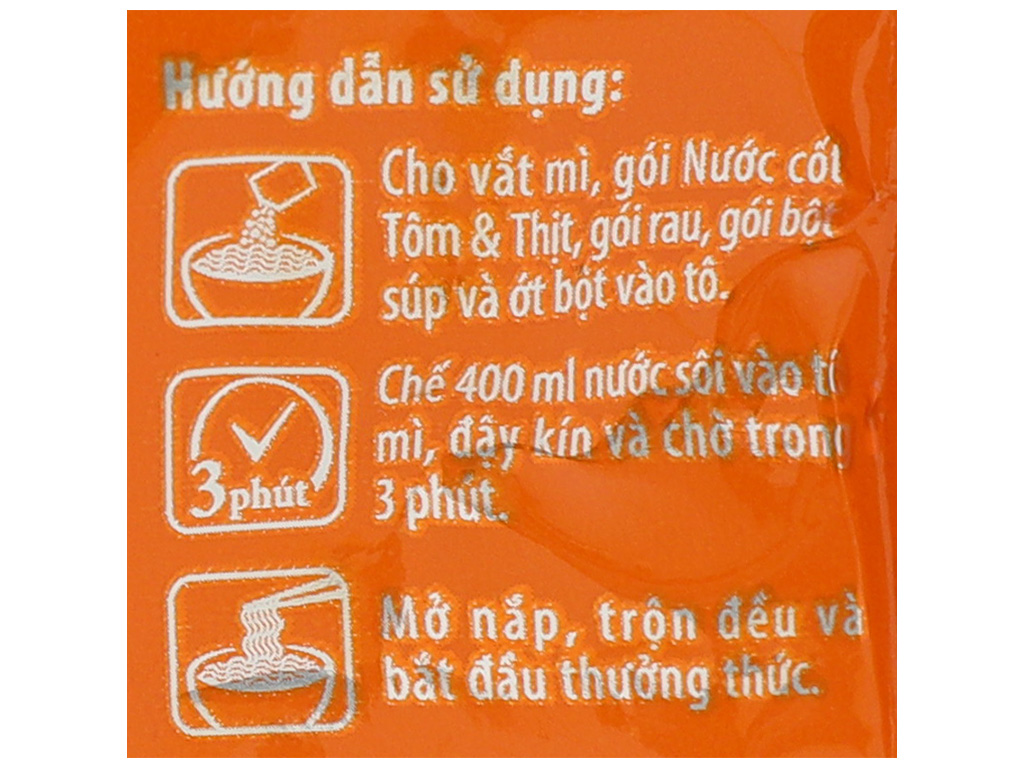 Hướng dẫn sử dụng:
Cho vắt mì, gói Nước cốt
Tôm & Thịt, gói rau, gói bột
súp và ớt bột vào tô.
Chế 400 ml nước sôi vào
mì, đậy kín và chờ trong
3 phút.
3 phút
Mở nắp, trộn đều và
bắt đầu thưởng thức.